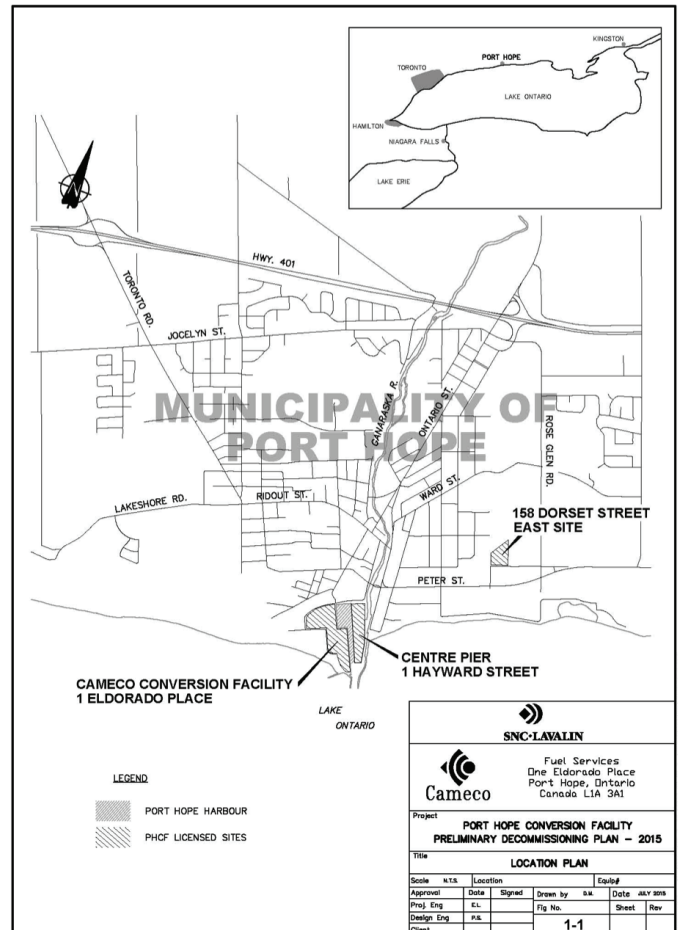 KINGSTON
PORT HOPE
TORONTO
LAKE ONTARIO
HAMILTON
NIAGARA FALLS
LAKE ERIE
HWY. 401
TORONTO RD.
JOCELYN ST.
MUNICIPALITY OF
PORT HOPE
GANARASKA R.
ONTARIO ST.
ROSE GLEN RD.
WARD ST.
LAKESHORE RD.
RIDOUT ST.
158 DORSET STREET
EAST SITE
PETER ST.
CENTRE PIER
1 HAYWARD STREET
CAMECO CONVERSION FACILITY
1 ELDORADO PLACE
LAKE
ONTARIO
LEGEND
PORT HOPE HARBOUR
PHCF LICENSED SITES
SNC•LAVALIN
Cameco
Fuel Services
One Eldorado Place
Port Hope, Ontario
Canada L1A 3A1
Project
PORT HOPE CONVERSION FACILITY
PRELIMINARY DECOMMISSIONING PLAN – 2015
Title
LOCATION PLAN
Scale N.T.S. Location Equip#
Approval Date Signed Drawn by D.M. Date JULY 2015
Proj. Eng E.L. Fig No. Sheet Rev
Design Eng P.S. 1-1
Client